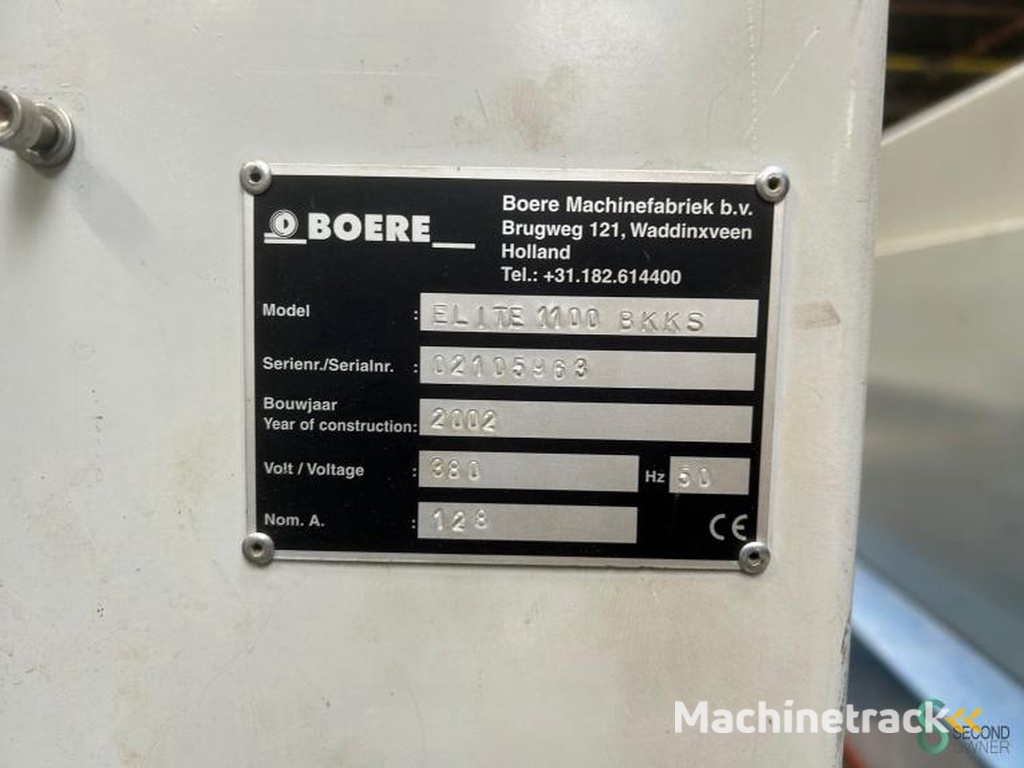 BOERE
Boere Machinefabriek b.v.
Brugweg 121, Waddinxveen
Holland
Tel.: +31.182.614400
Model : ELITE 1100 BKKS
Serienr./Serialnr. : 02105963
Bouwjaar
Year of construction: 2002
Volt / Voltage : 380 Hz 50
Nom. A. : 128
CE
Machinetrack
SECOND
OWNER